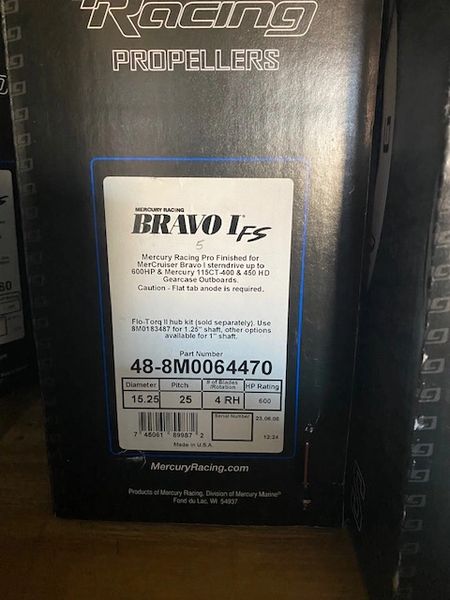 Racing
PROPELLERS
MERCURY RACING
BRAVO I FS
5
Mercury Racing Pro Finished for
MerCruiser Bravo I sterndrive up to
600HP & Mercury 115CT-400 & 450 HD
Gearcase Outboards.
Caution - Flat tab anode is required.
Flo-Torq II hub kit (sold separately). Use
8M0183487 for 1.25" shaft, other options
available for 1" shaft.
Part Number
48-8M0064470
Diameter Pitch # of Blades /Rotation HP Rating
15.25 25 4 RH 600
Serial Number 23.06.06
12:24
7 45061 89987 2
Made in U.S.A.
MercuryRacing.com
Products of Mercury Racing, Division of Mercury Marine®
Fond du Lac, WI 54937